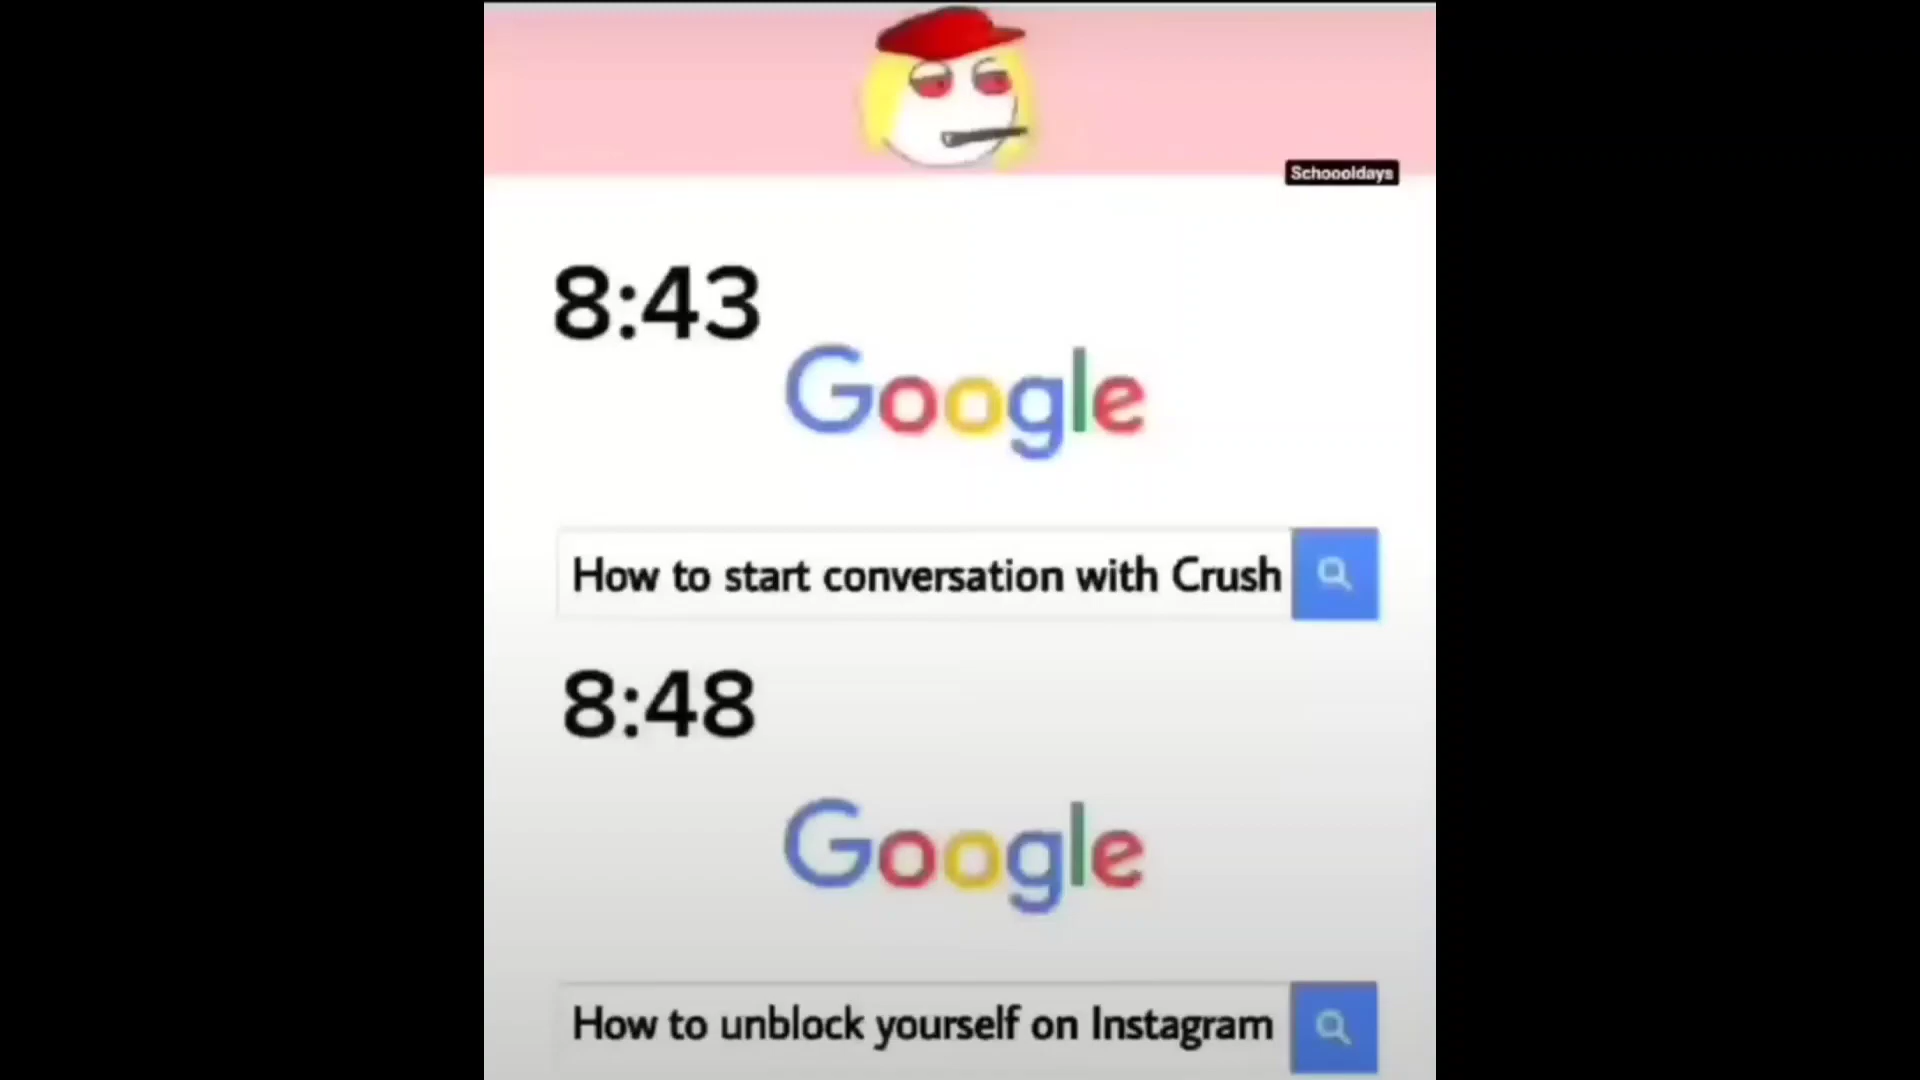 Schoooldays
8:43
Google
How to start conversation with Crush
8:48
Google
How to unblock yourself on Instagram